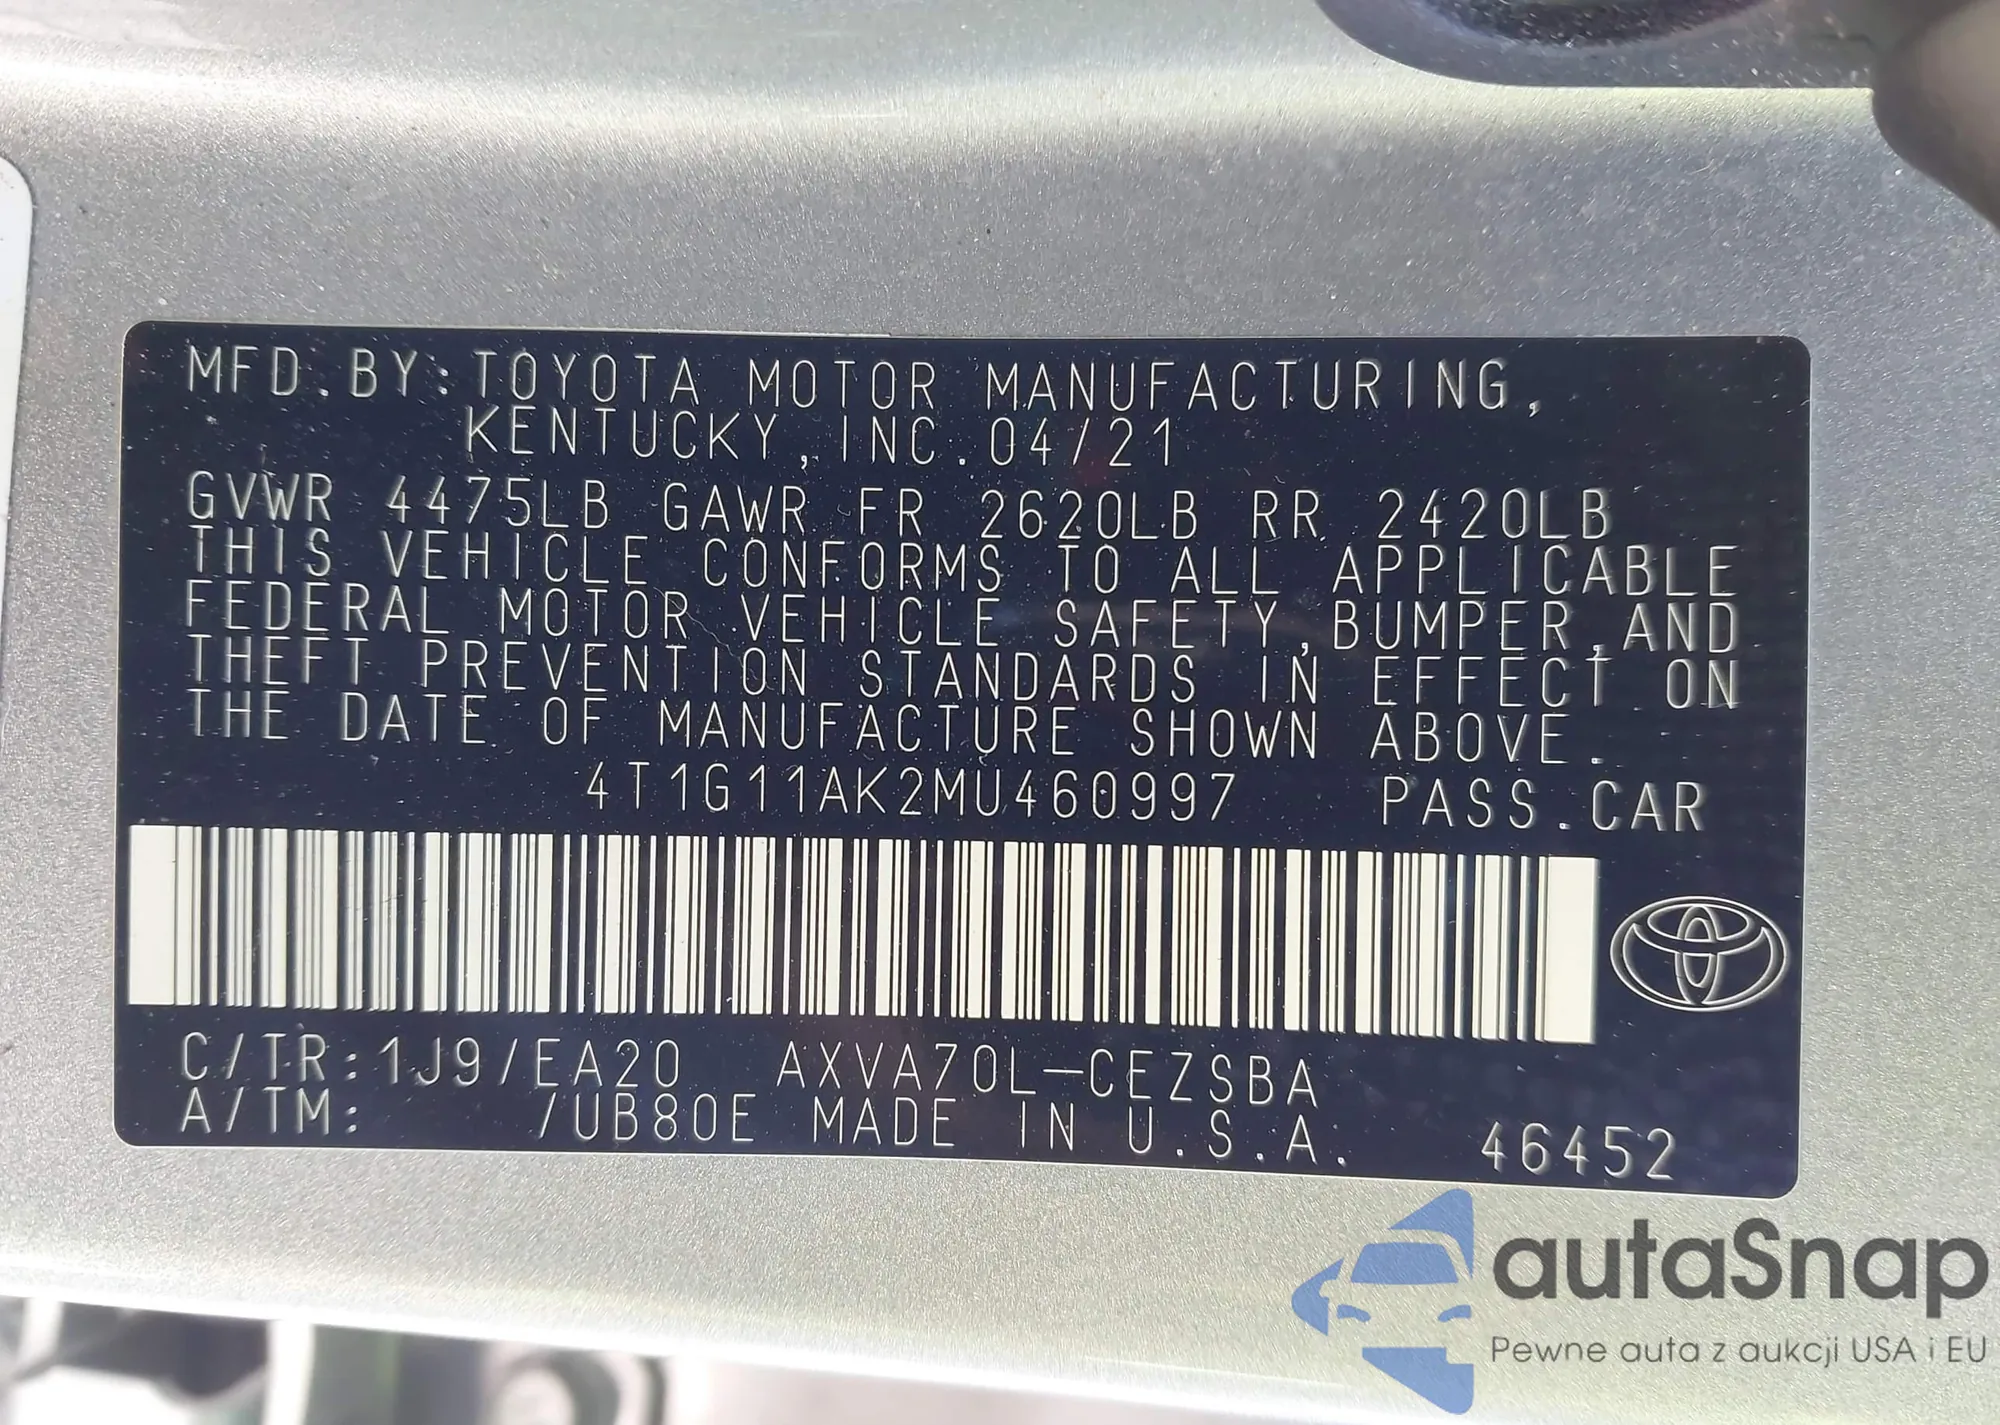 MFD.BY:TOYOTA MOTOR MANUFACTURING,
KENTUCKY,INC.04/21
GVWR 4475LB GAWR FR 2620LB RR 2420LB
THIS VEHICLE CONFORMS TO ALL APPLICABLE
FEDERAL MOTOR VEHICLE SAFETY,BUMPER,AND
THEFT PREVENTION STANDARDS IN EFFECT ON
THE DATE OF MANUFACTURE SHOWN ABOVE.
4T1G11AK2MU460997 PASS.CAR
C/TR:1J9/EA20 AXVA70L-CEZSBA
A/TM: /UB80E MADE IN U.S.A. 46452
autaSnap
Pewne auta z aukcji USA i EU